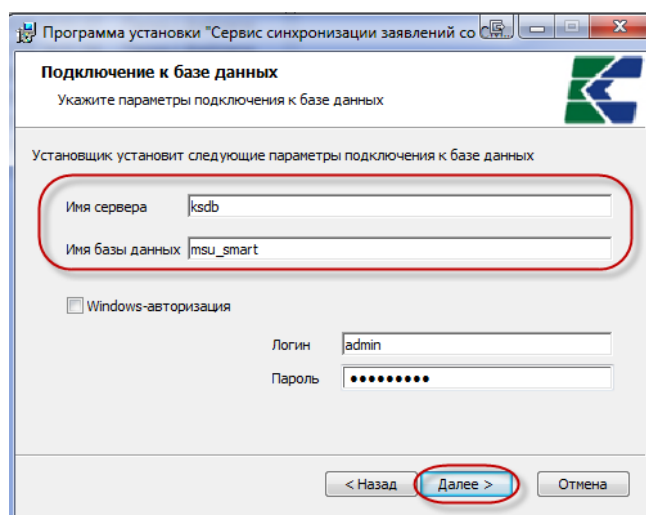 Программа установки "Сервис синхронизации заявлений со
Подключение к базе данных
Укажите параметры подключения к базе данных
Установщик установит следующие параметры подключения к базе данных
Имя сервера ksdb
Имя базы данных msu_smart
Windows-авторизация
Логин admin
Пароль •••••••••
< Назад Далее > Отмена